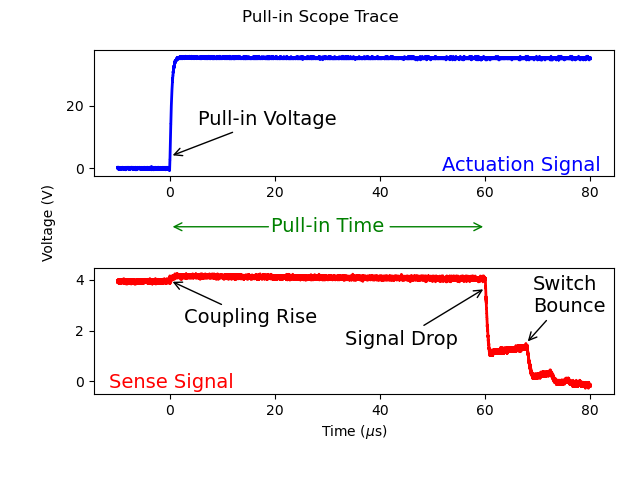 Pull-in Scope Trace
20
0
Pull-in Voltage
Actuation Signal
0 20 40 60 80
Voltage (V)
Pull-in Time
4
2
0
Coupling Rise
Signal Drop
Switch
Bounce
Sense Signal
0 20 40 60 80
Time (μs)